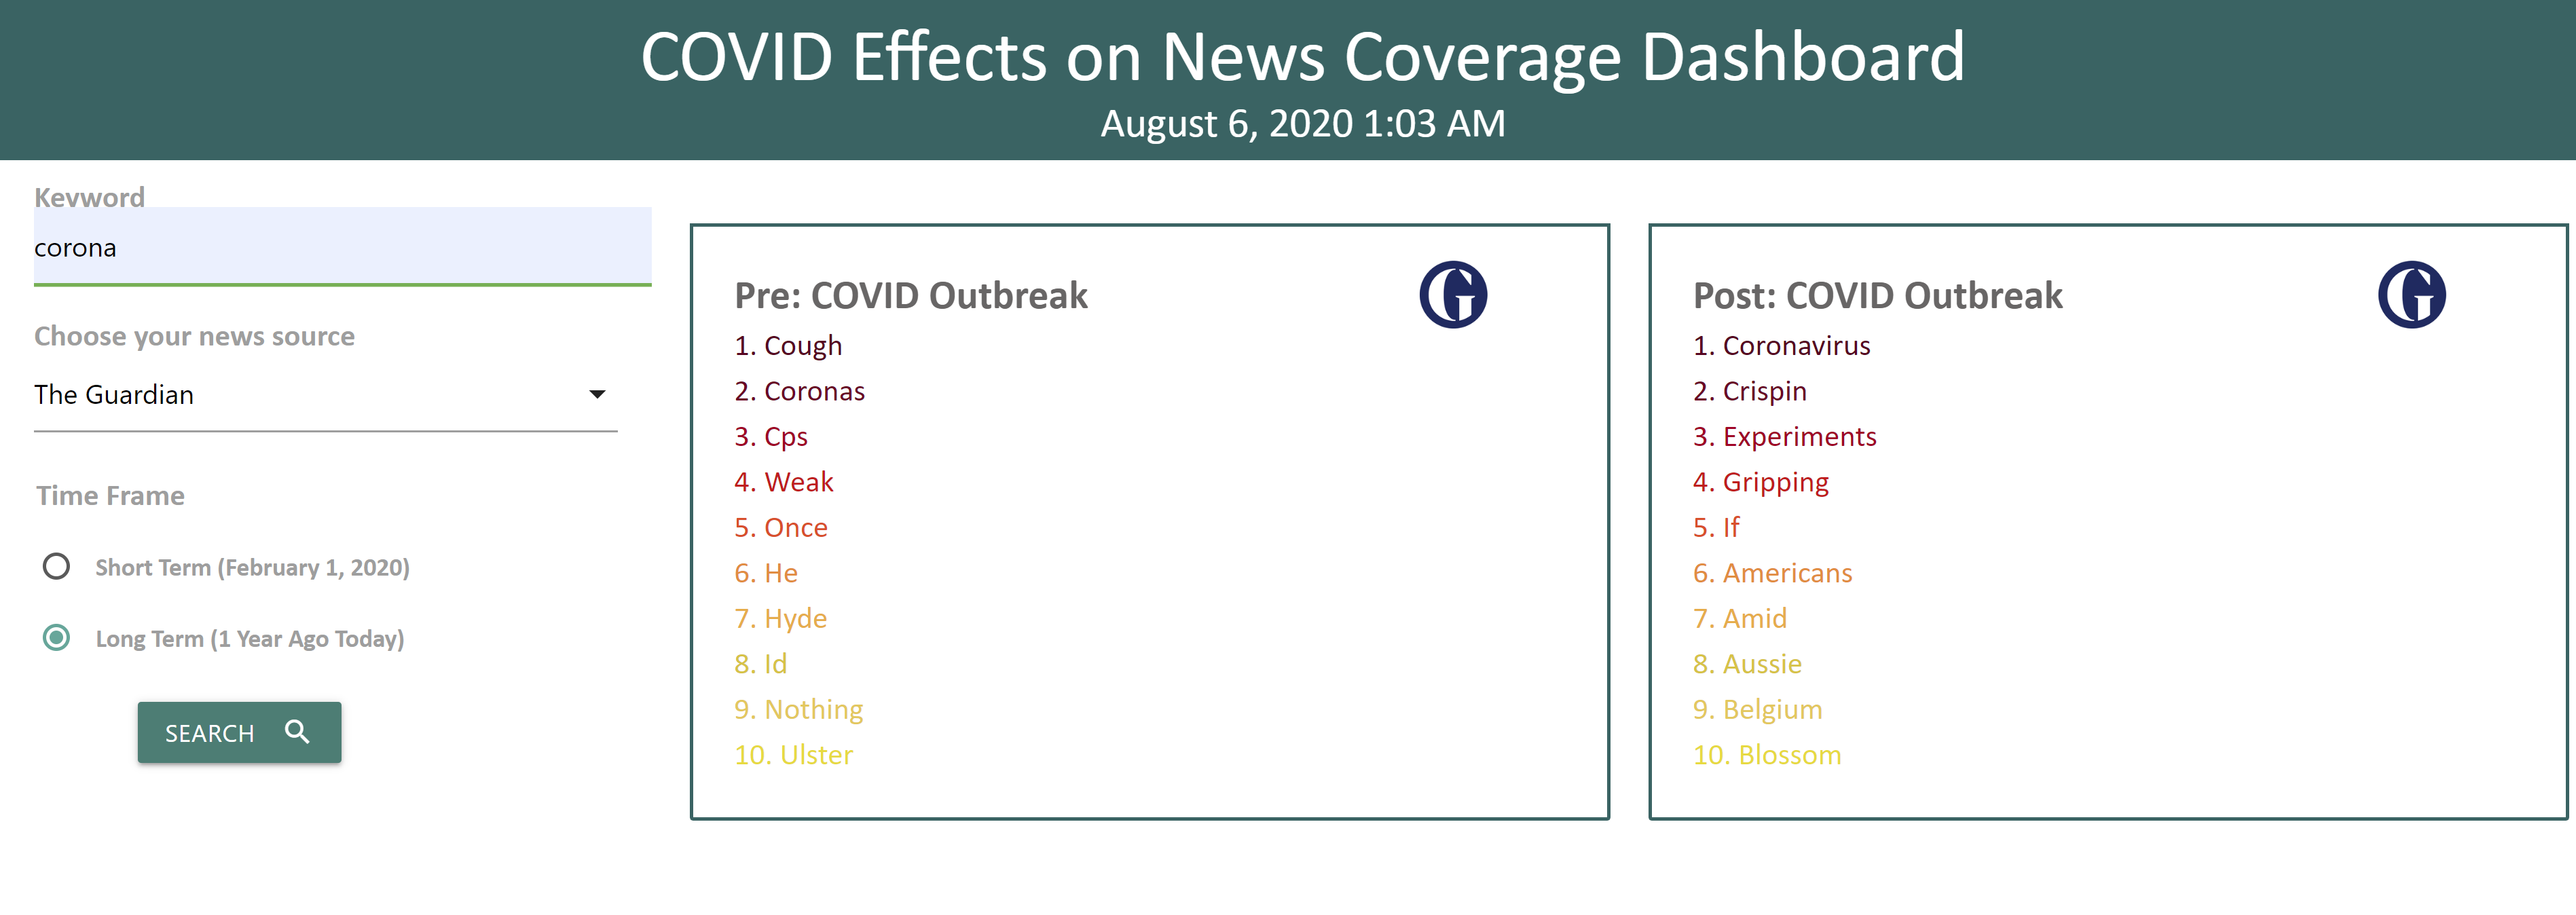 COVID Effects on News Coverage Dashboard
August 6, 2020 1:03 AM
Keyword
corona
Choose your news source
The Guardian
Time Frame
Short Term (February 1, 2020)
Long Term (1 Year Ago Today)
SEARCH
Pre: COVID Outbreak
G
1. Cough
2. Coronas
3. Cps
4. Weak
5. Once
6. He
7. Hyde
8. Id
9. Nothing
10. Ulster
Post: COVID Outbreak
G
1. Coronavirus
2. Crispin
3. Experiments
4. Gripping
5. If
6. Americans
7. Amid
8. Aussie
9. Belgium
10. Blossom